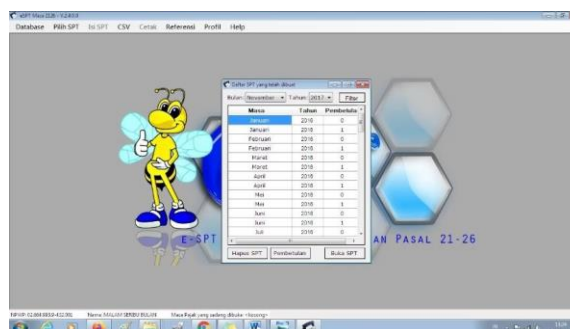 eSPT Masa 21/26 - V.2.4.0.0
Database Pilih SPT Isi SPT CSV Cetak Referensi Profil Help
Daftar SPT yang telah dibuat
Bulan: November Tahun: 2017 Filter
Masa Tahun Pembetula
Januari 2016 0
Januari 2016 1
Februari 2016 0
Februari 2016 1
Maret 2016 0
Maret 2016 1
April 2016 0
April 2016 1
Mei 2016 0
Mei 2016 1
Juni 2016 0
Juni 2016 1
Juli 2016 0
E-SPT AN PASAL 21-26
Hapus SPT Pembetulan Buka SPT
Masa Pajak yang sedang dibuka <kosong>